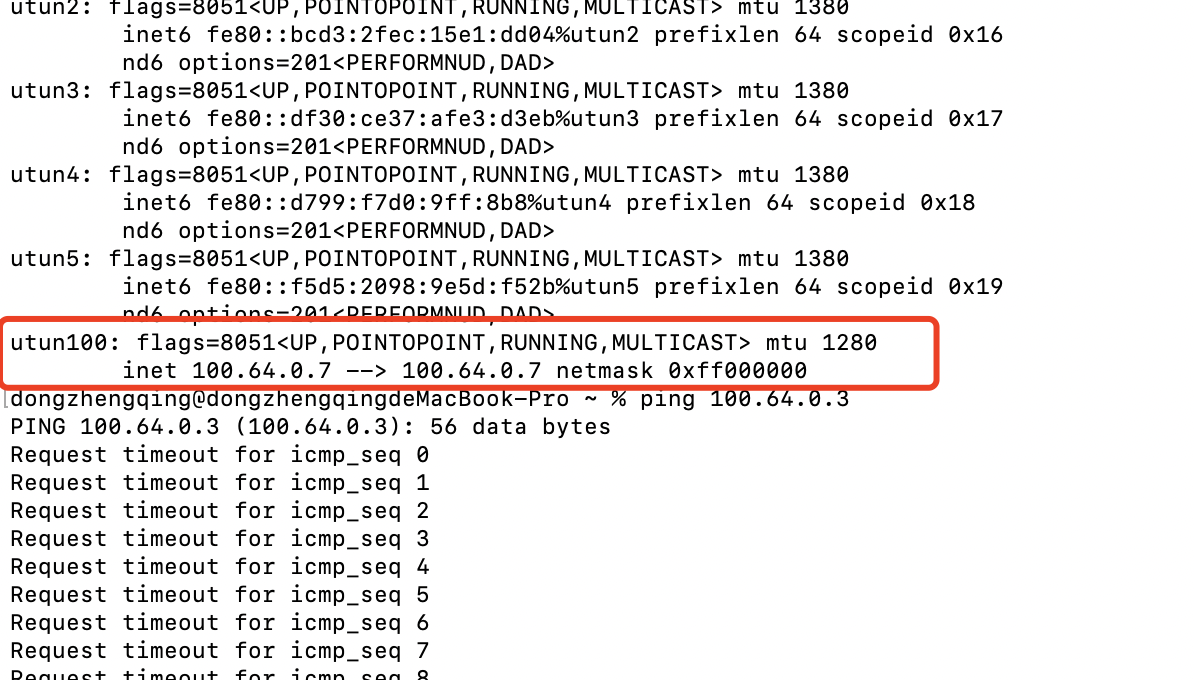 utun2: flags=8051<UP,POINTOPOINT,RUNNING,MULTICAST> mtu 1380
inet6 fe80::bcd3:2fec:15e1:dd04%utun2 prefixlen 64 scopeid 0x16
nd6 options=201<PERFORMNUD,DAD>
utun3: flags=8051<UP,POINTOPOINT,RUNNING,MULTICAST> mtu 1380
inet6 fe80::df30:ce37:afe3:d3eb%utun3 prefixlen 64 scopeid 0x17
nd6 options=201<PERFORMNUD,DAD>
utun4: flags=8051<UP,POINTOPOINT,RUNNING,MULTICAST> mtu 1380
inet6 fe80::d799:f7d0:9ff:8b8%utun4 prefixlen 64 scopeid 0x18
nd6 options=201<PERFORMNUD,DAD>
utun5: flags=8051<UP,POINTOPOINT,RUNNING,MULTICAST> mtu 1380
inet6 fe80::f5d5:2098:9e5d:f52b%utun5 prefixlen 64 scopeid 0x19
nd6 options=201<PERFORMNUD,DAD>
utun100: flags=8051<UP,POINTOPOINT,RUNNING,MULTICAST> mtu 1280
inet 100.64.0.7 --> 100.64.0.7 netmask 0xff000000
[dongzhengqing@dongzhengqingdeMacBook-Pro ~ % ping 100.64.0.3
PING 100.64.0.3 (100.64.0.3): 56 data bytes
Request timeout for icmp_seq 0
Request timeout for icmp_seq 1
Request timeout for icmp_seq 2
Request timeout for icmp_seq 3
Request timeout for icmp_seq 4
Request timeout for icmp_seq 5
Request timeout for icmp_seq 6
Request timeout for icmp_seq 7
Request timeout for icmp_seq 8